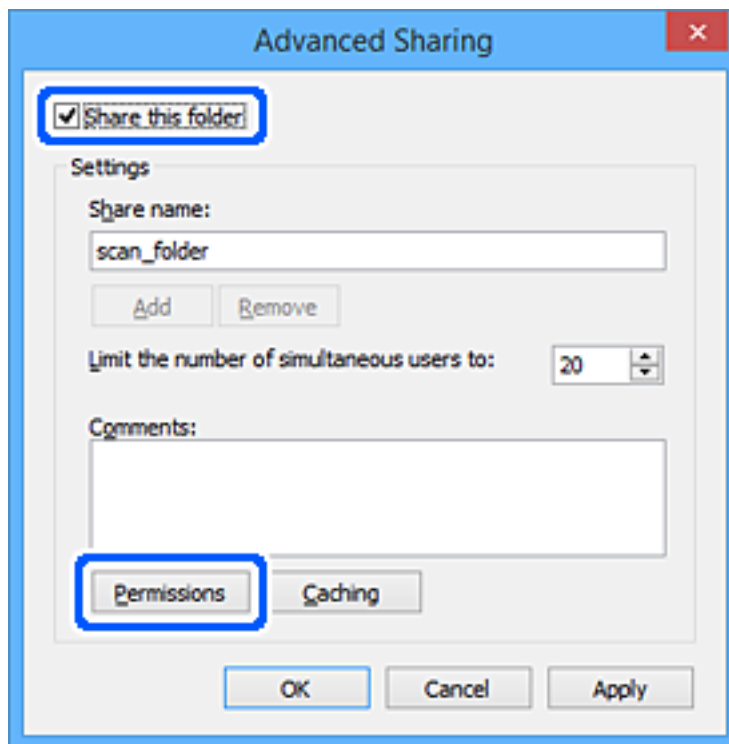 Advanced Sharing
Share this folder
Settings
Share name:
scan_folder
Add Remove
Limit the number of simultaneous users to: 20
Comments:
Permissions Caching
OK Cancel Apply